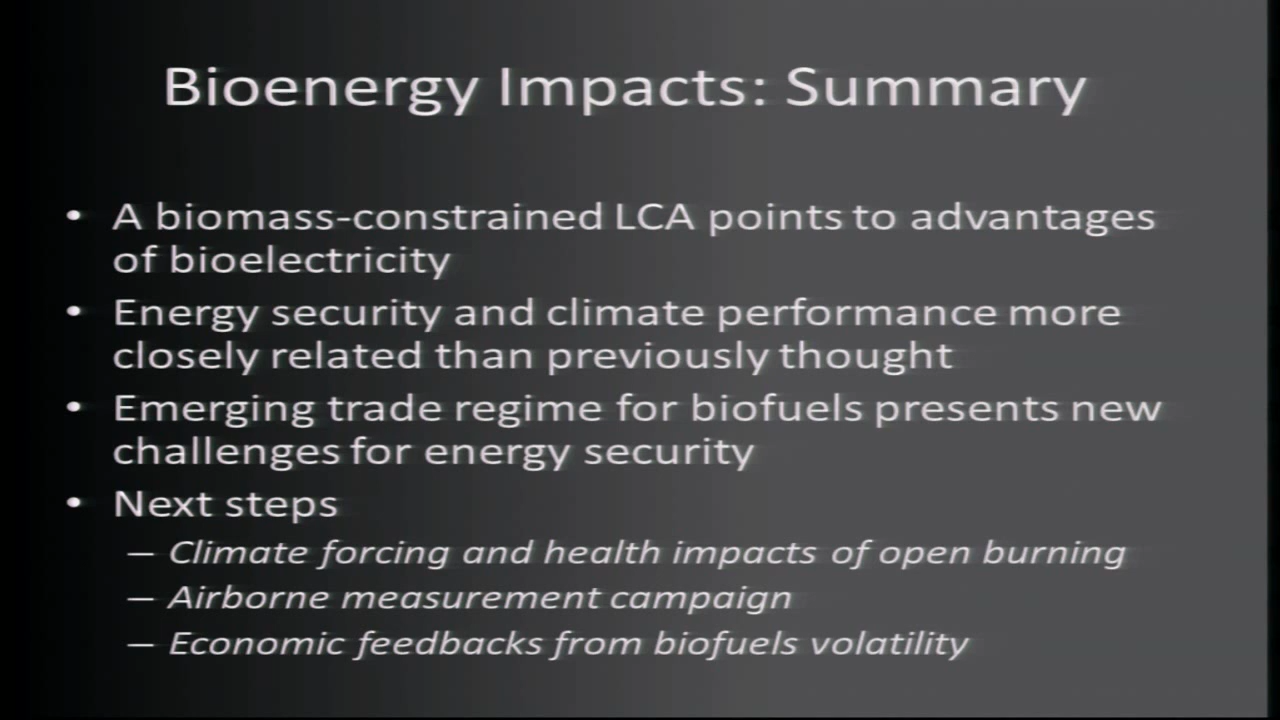 Bioenergy Impacts: Summary
• A biomass-constrained LCA points to advantages
of bioelectricity
• Energy security and climate performance more
closely related than previously thought
• Emerging trade regime for biofuels presents new
challenges for energy security
• Next steps
– Climate forcing and health impacts of open burning
– Airborne measurement campaign
– Economic feedbacks from biofuels volatility